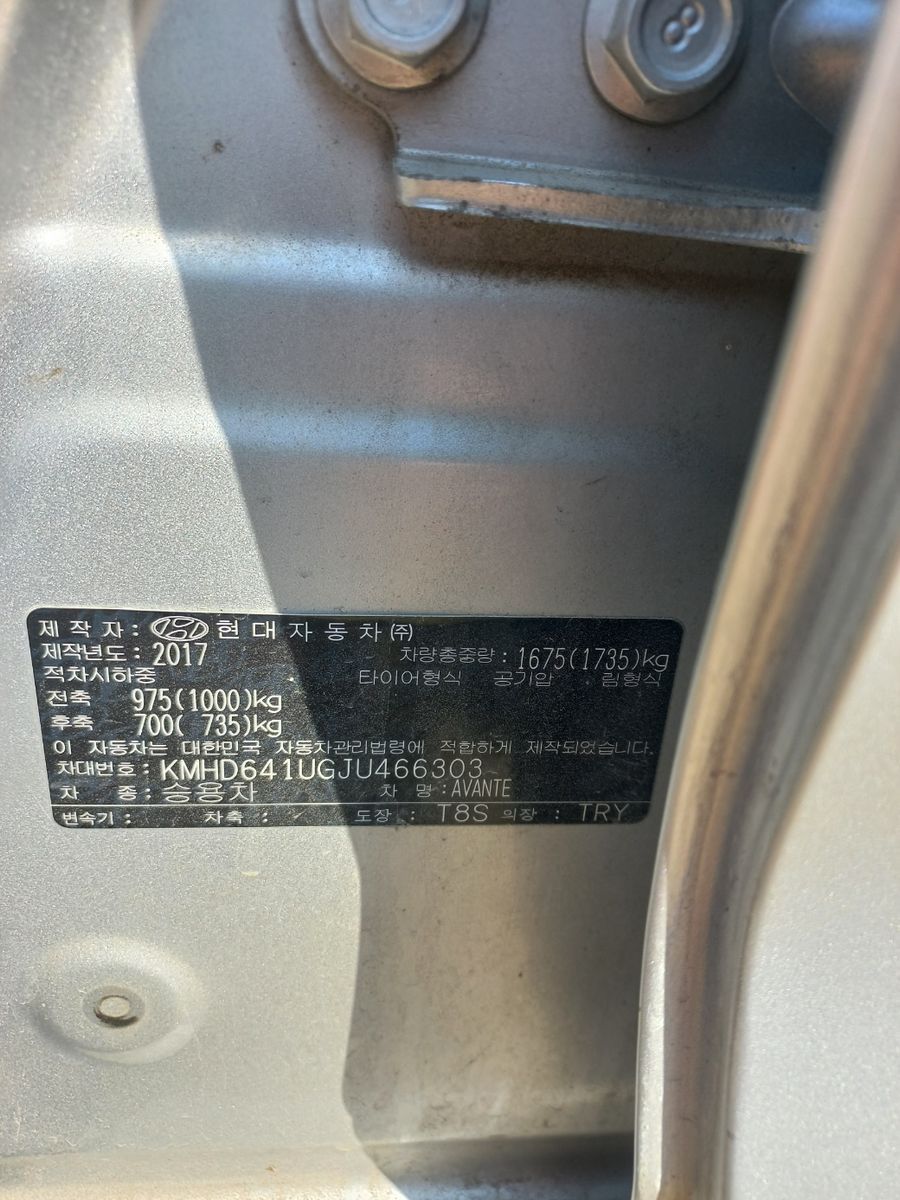 8
제 작 자 : 현 대 자 동 차 (주)
제작년도 : 2017 차량총중량 : 1675(1735)kg
적차시하중 타이어형식 공기압 림형식
전축 975(1000)kg
후축 700( 735)kg
이 자동차는 대한민국 자동차관리법령에 적합하게 제작되었습니다.
차대번호 : KMHD641UGJU466303
차 종 : 승용차 차 명 : AVANTE
변속기 : 차축 : 도장 : T8S 의장 : TRY